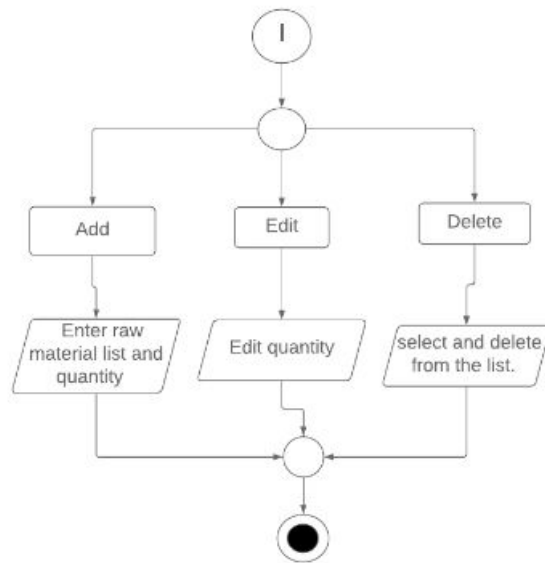 I
Add
Edit
Delete
Enter raw
material list and
quantity
Edit quantity
select and delete
from the list.